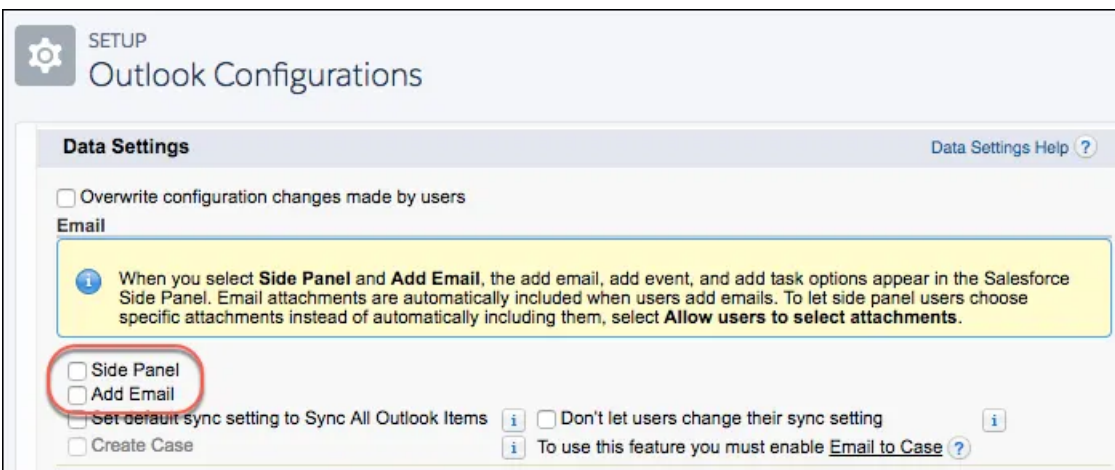 SETUP
Outlook Configurations
Data Settings
Data Settings Help ?
Overwrite configuration changes made by users
Email
When you select Side Panel and Add Email, the add email, add event, and add task options appear in the Salesforce
Side Panel. Email attachments are automatically included when users add emails. To let side panel users choose
specific attachments instead of automatically including them, select Allow users to select attachments.
Side Panel
Add Email
Set default sync setting to Sync All Outlook Items i Don't let users change their sync setting i
Create Case i To use this feature you must enable Email to Case ?